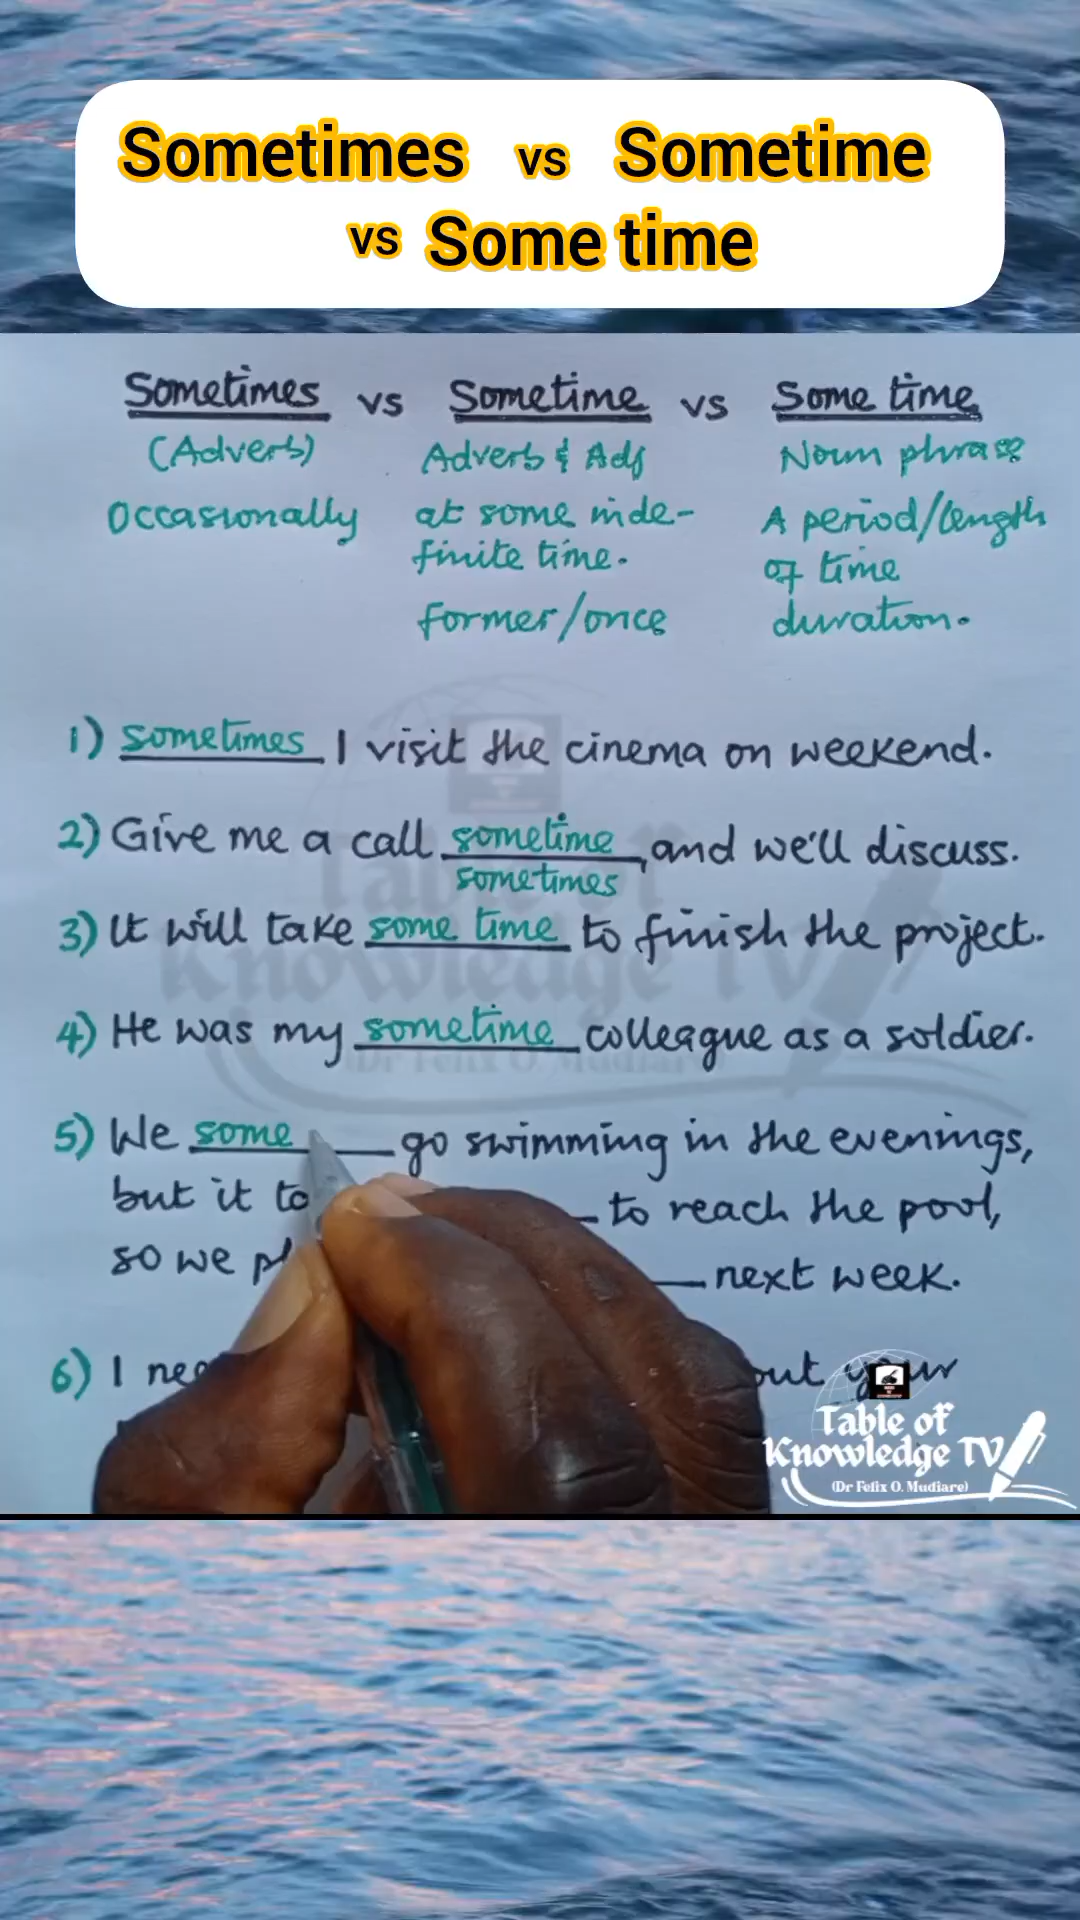 Sometimes vs Sometime
vs Some time
Sometimes vs Sometime vs Some time
(Adverb) Adverb & Adj Noun phrase
Occasionally at some inde- A period/length
finite time. of time
former/once duration.
1) sometimes I visit the cinema on weekend.
2) Give me a call sometime, and we'll discuss.
sometimes
3) It will take some time to finish the project.
4) He was my sometime colleague as a soldier.
5) We some go swimming in the evenings,
but it to reach the pool,
so we next week.
6) I your
Table of
Knowledge TV
(Dr Felix O. Mudiare)